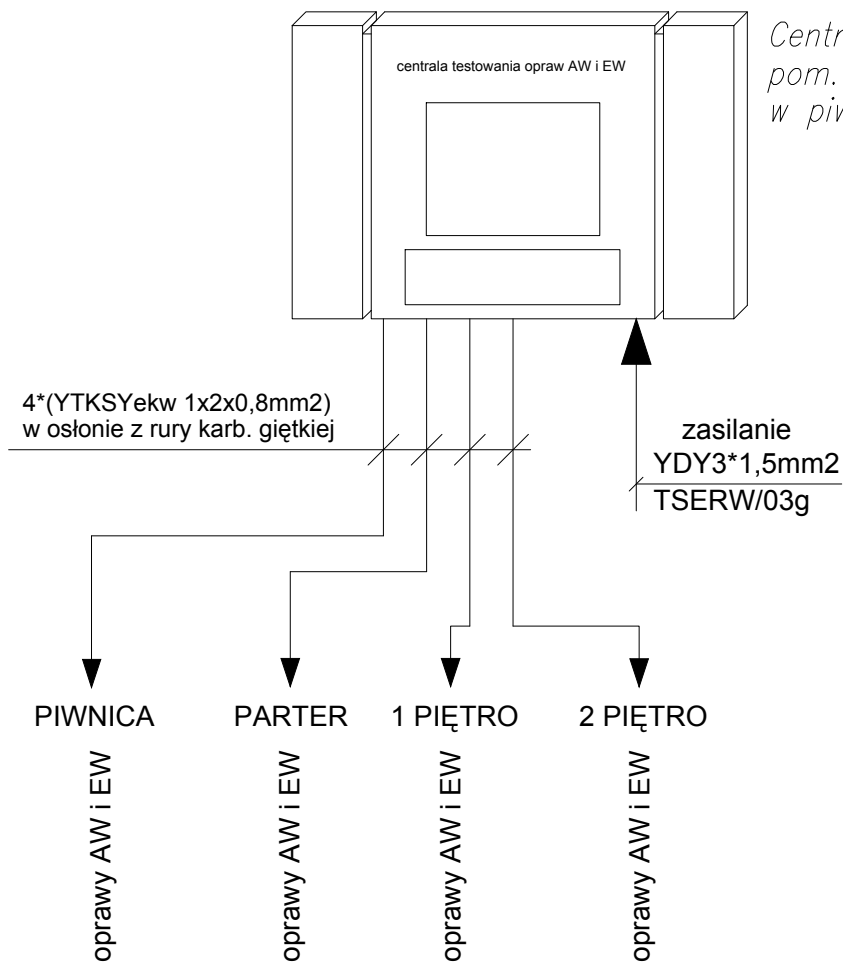 centrala testowania opraw AW i EW
pom.
w
4*(YTKSYekw 1x2x0,8mm2)
w osłonie z rury karb. giętkiej
zasilanie
YDY3*1,5mm2
TSERW/03g
PIWNICA
PARTER
1 PIĘTRO
2 PIĘTRO
oprawy AW i EW
oprawy AW i EW
oprawy AW i EW
oprawy AW i EW